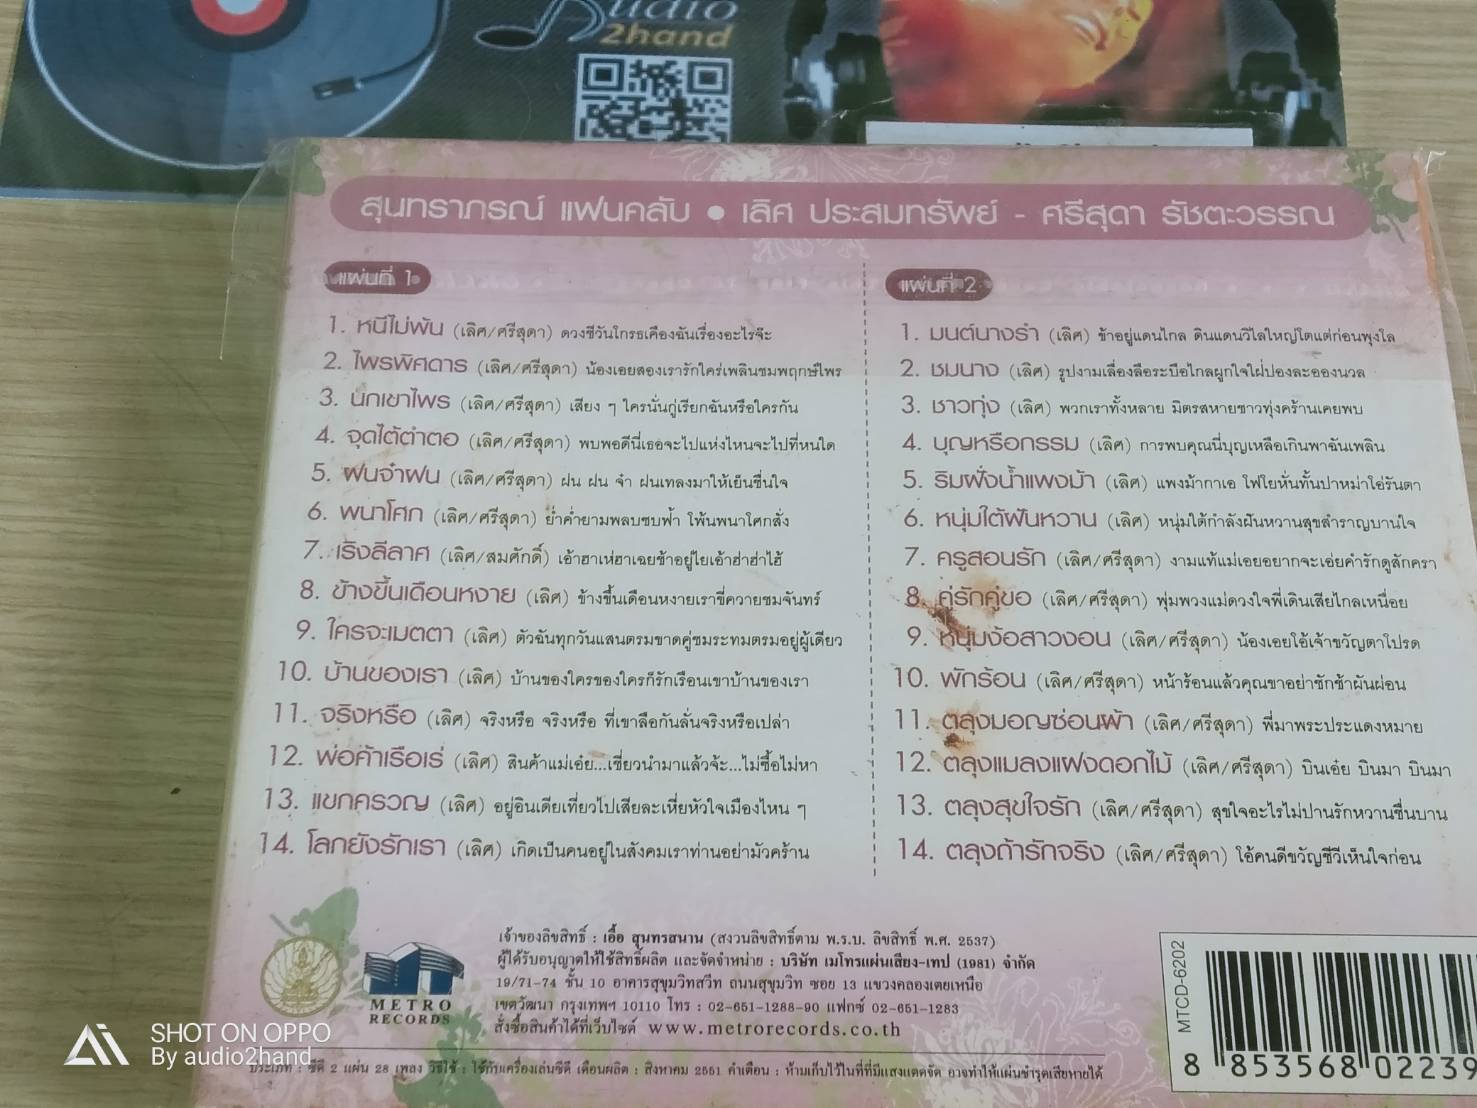 udio
2hand
สุนทราภรณ์ แฟนคลับ • เลิศ ประสมทรัพย์ - ศรีสุดา รัชตะวรรณ
แผ่นที่ 1
1. หนีไม่พ้น (เลิศ/ศรีสุดา) ดวงชีวันโกรธเคืองฉันเรื่องอะไรจ๊ะ
2. ไพรพิศดาร (เลิศ/ศรีสุดา) น้องเอยสองเรารักใคร่เพลินชมพฤกษ์ไพร
3. นกเขาไพร (เลิศ/ศรีสุดา) เสียง ๆ ใครนั่นกู่เรียกฉันหรือใครกัน
4. จุดไต้ตำตอ (เลิศ/ศรีสุดา) พบพอดีนี่เธอจะไปแห่งไหนจะไปที่หนใด
5. ฝนจ๋าฝน (เลิศ/ศรีสุดา) ฝน ฝน จ๋า ฝนเทลงมาให้เย็นชื่นใจ
6. พนาโศก (เลิศ/ศรีสุดา) ย่ำค่ำยามพลบซบฟ้า โพ้นพนาโศกสั่ง
7. เริงลีลาศ (เลิศ/สมศักดิ์) เอ้าฮาเห่ฮาเฉยช้าอยู่ไยเอ้าฮ่าฮ่าไฮ้
8. ข้างขึ้นเดือนหงาย (เลิศ) ข้างขึ้นเดือนหงายเราขี่ควายชมจันทร์
9. ใครจะเมตตา (เลิศ) ตัวฉันทุกวันแสนตรมขาดคู่ชมระทมตรมอยู่ผู้เดียว
10. บ้านของเรา (เลิศ) บ้านของใครของใครก็รักเรือนเขาบ้านของเรา
11. จริงหรือ (เลิศ) จริงหรือ จริงหรือ ที่เขาลือกันลั่นจริงหรือเปล่า
12. พ่อค้าเรือเร่ (เลิศ) สินค้าแม่เอ๋ย...เชี่ยวนำมาแล้วจ้ะ...ไม่ซื้อไม่หา
13. แขกครวญ (เลิศ) อยู่อินเดียเที่ยวไปเสียละเหี่ยหัวใจเมืองไหน ๆ
14. โลกยังรักเรา (เลิศ) เกิดเป็นคนอยู่ในสังคมเราท่านอย่ามัวคร้าน
แผ่นที่ 2
1. มนต์นางรำ (เลิศ) ข้าอยู่แดนไกล ดินแดนวิไลใหญ่โตแต่ก่อนพุงโล
2. ชมนาง (เลิศ) รูปงามเลื่องลือระบือไกลผูกใจใฝ่ปองละอองนวล
3. ชาวทุ่ง (เลิศ) พวกเราทั้งหลาย มิตรสหายชาวทุ่งคร้านเคยพบ
4. บุญหรือกรรม (เลิศ) การพบคุณนี่บุญเหลือเกินพาฉันเพลิน
5. ริมฝั่งน้ำแพงม้า (เลิศ) แพงม้ากาเอ โฟโยหั่นทั้นปาหม่าโอ่รันดา
6. หนุ่มใต้ฝันหวาน (เลิศ) หนุ่มใต้กำลังฝันหวานสุขสำราญบานใจ
7. ครูสอนรัก (เลิศ/ศรีสุดา) งามแท้แม่เอยอยากจะเอ่ยคำรักดูสักครา
8. คู่รักคู่ขอ (เลิศ/ศรีสุดา) พุ่มพวงแม่ดวงใจพี่เดินเสียไกลเหนื่อย
9. หนุ่มง้อสาวงอน (เลิศ/ศรีสุดา) น้องเอยโอ้เจ้าขวัญตาโปรด
10. พักร้อน (เลิศ/ศรีสุดา) หน้าร้อนแล้วคุณขาอย่าชักช้าผันผ่อน
11. ตลุงมอญซ่อนผ้า (เลิศ/ศรีสุดา) พี่มาพระประแดงหมาย
12. ตลุงแมลงแฝงดอกไม้ (เลิศ/ศรีสุดา) บินเอ๋ย บินมา บินมา
13. ตลุงสุขใจรัก (เลิศ/ศรีสุดา) สุขใจอะไรไม่ปานรักหวานชื่นบาน
14. ตลุงถ้ารักจริง (เลิศ/ศรีสุดา) โอ้คนดีขวัญชีวีเห็นใจก่อน
METRO
RECORDS
เจ้าของลิขสิทธิ์ : เอื้อ สุนทรสนาน (สงวนลิขสิทธิ์ตาม พ.ร.บ. ลิขสิทธิ์ พ.ศ. 2537)
ผู้ได้รับอนุญาตให้ใช้สิทธิ์ผลิต และจัดจำหน่าย : บริษัท เมโทรแผ่นเสียง-เทป (1981) จำกัด
19/71-74 ชั้น 10 อาคารสุขุมวิทสวีท ถนนสุขุมวิท ซอย 13 แขวงคลองเตยเหนือ
เขตวัฒนา กรุงเทพฯ 10110 โทร : 02-651-1288-90 แฟกซ์ 02-651-1283
สั่งซื้อสินค้าได้ที่เว็บไซต์ www.metrorecords.co.th
ประเภท : ซีดี 2 แผ่น 28 เพลง วิธีใช้ : ใช้กับเครื่องเล่นซีดี เดือนผลิต : สิงหาคม 2551 คำเตือน : ห้ามเก็บไว้ในที่ที่มีแสงแดดจัด อาจทำให้แผ่นชำรุดเสียหายได้
MTCD-6202
8 853568 02239
SHOT ON OPPO
By audio2hand